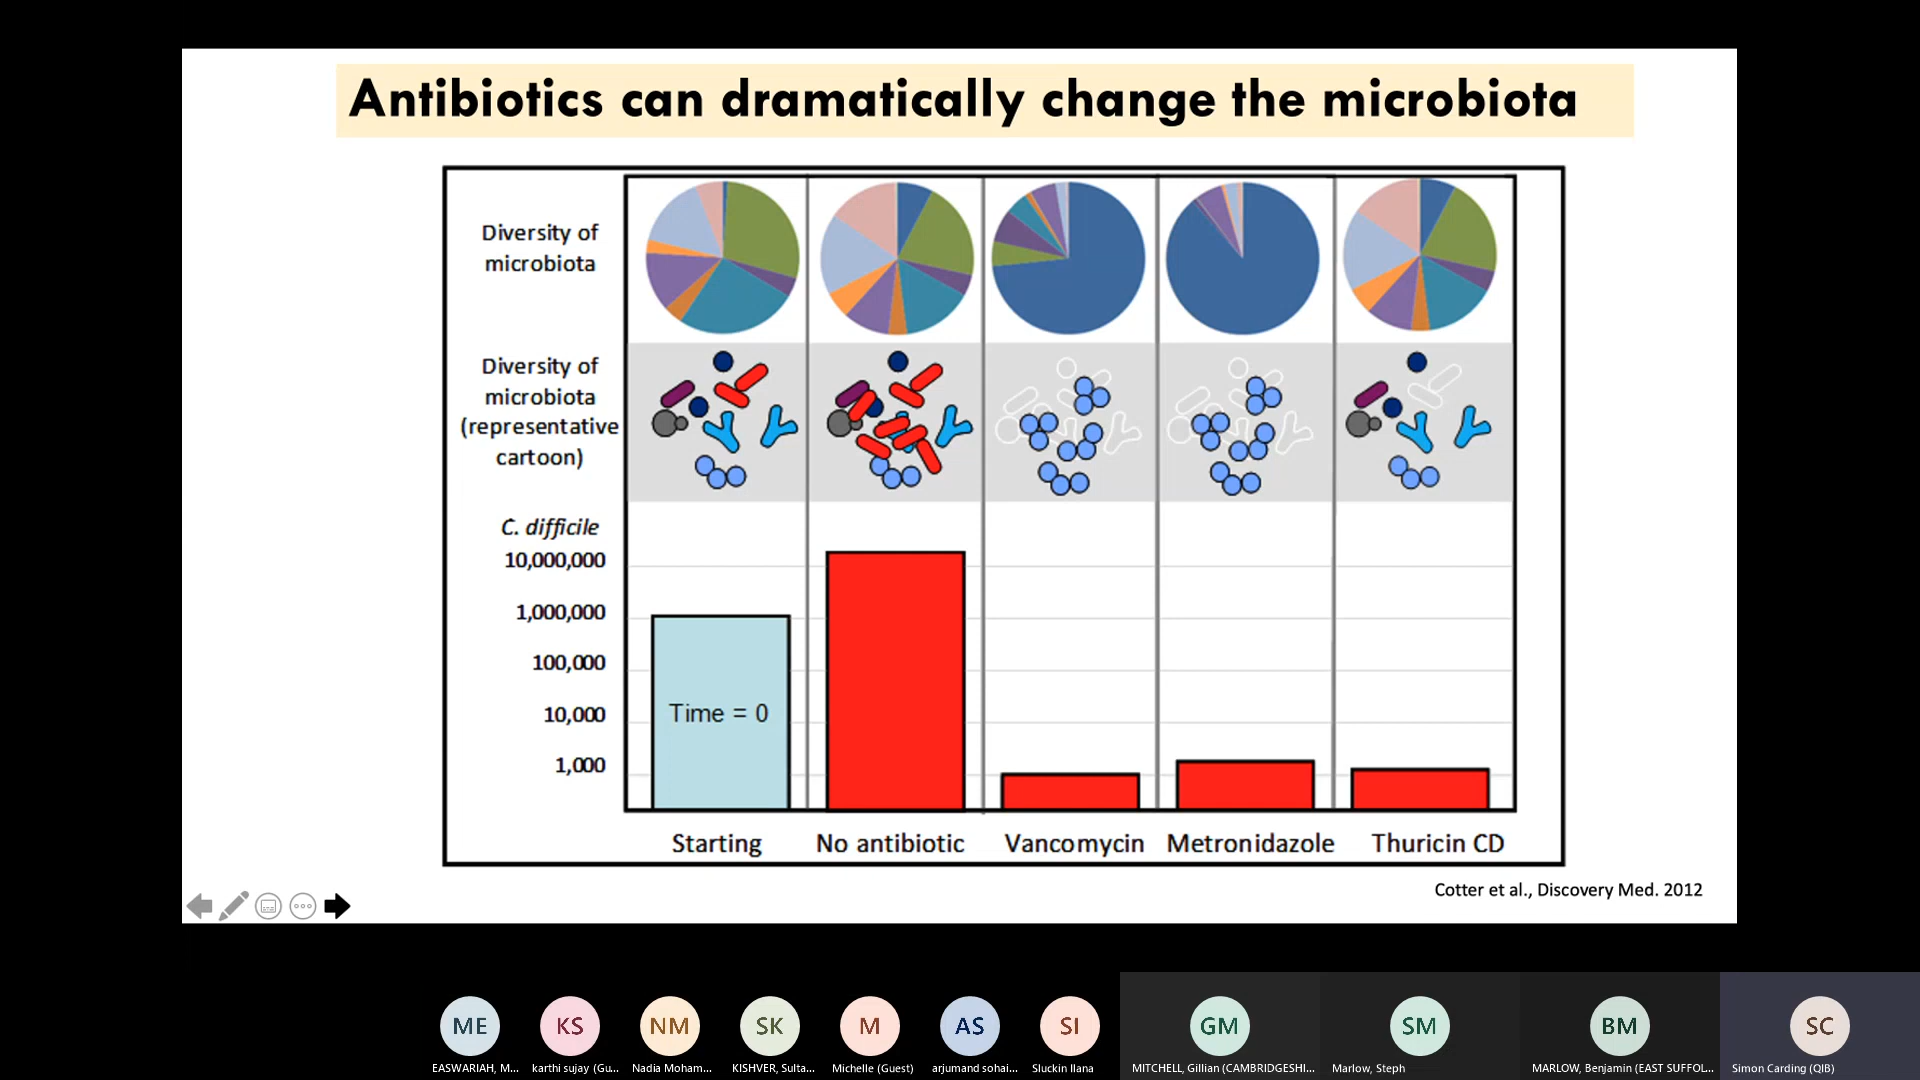 Antibiotics can dramatically change the microbiota
Diversity of
microbiota
Diversity of
microbiota
(representative
cartoon)
C. difficile
10,000,000
1,000,000
100,000
10,000
1,000
Time = 0
Starting
No antibiotic
Vancomycin
Metronidazole
Thuricin CD
Cotter et al., Discovery Med. 2012
ME
KS
NM
SK
M
AS
SI
GM
SM
BM
SC
EASWARIAH, M...
karthi sujay (Gu...
Nadia Moham...
KISHVER, Sulta...
Michelle (Guest)
arjumand sohai...
Sluckin Ilana
MITCHELL, Gillian (CAMBRIDGESHI...
Marlow, Steph
MARLOW, Benjamin (EAST SUFFOL...
Simon Carding (QIB)